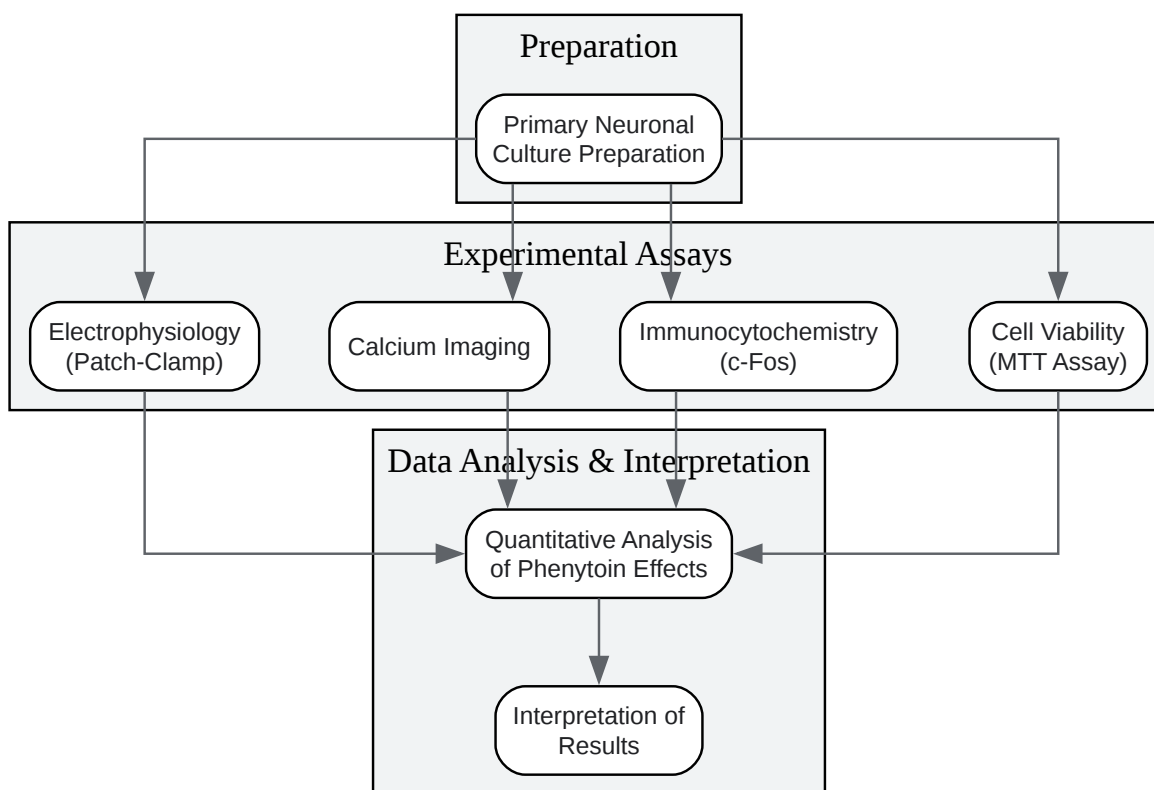 Preparation
Primary Neuronal
Culture Preparation
Experimental Assays
Electrophysiology
(Patch-Clamp)
Calcium Imaging
Immunocytochemistry
(c-Fos)
Cell Viability
(MTT Assay)
Data Analysis & Interpretation
Quantitative Analysis
of Phenytoin Effects
Interpretation of
Results